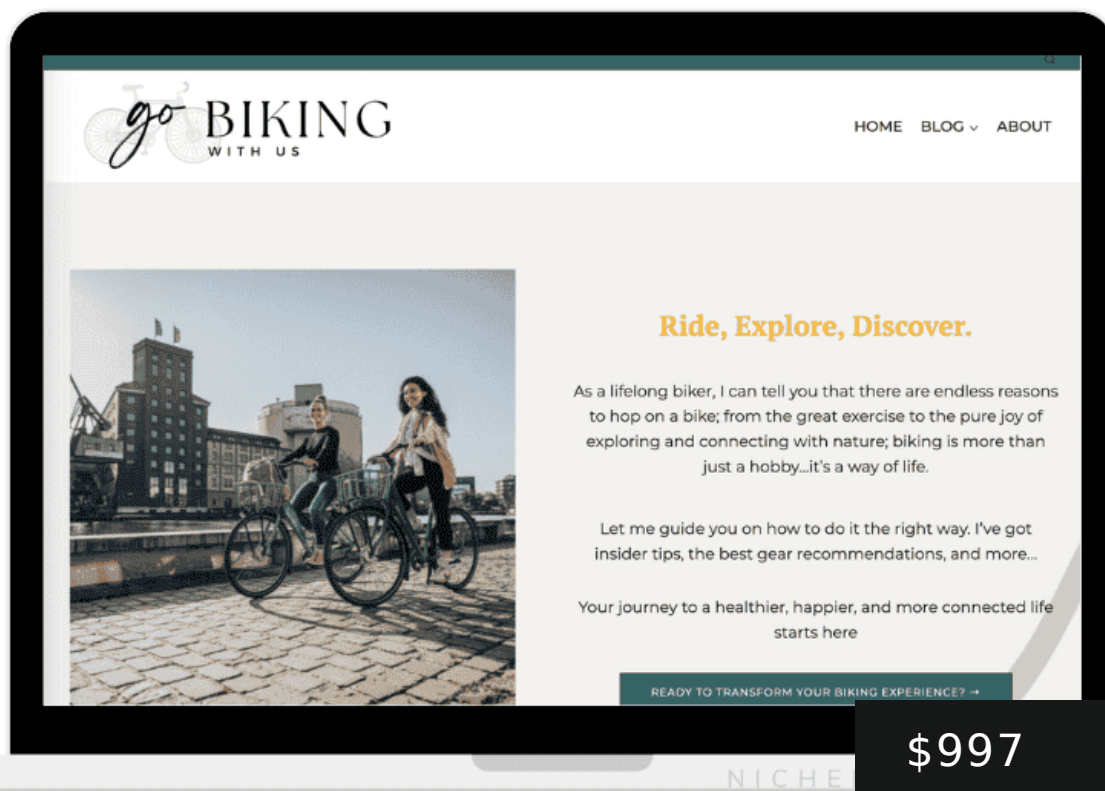 go BIKING
WITH US
HOME BLOG ABOUT
Ride, Explore, Discover.
As a lifelong biker, I can tell you that there are endless reasons
to hop on a bike; from the great exercise to the pure joy of
exploring and connecting with nature; biking is more than
just a hobby...it's a way of life.
Let me guide you on how to do it the right way. I've got
insider tips, the best gear recommendations, and more...
Your journey to a healthier, happier, and more connected life
starts here
READY TO TRANSFORM YOUR BIKING EXPERIENCE? →
$997